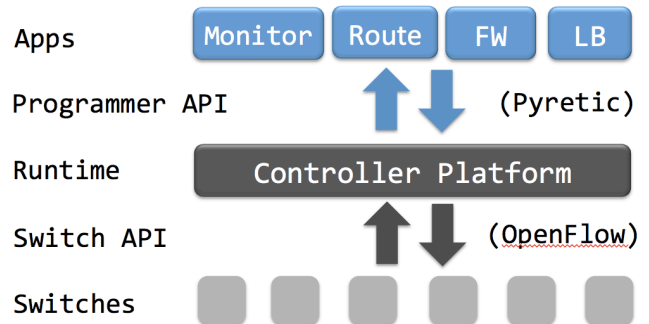 Apps Monitor Route FW LB
Programmer API (Pyretic)
Runtime Controller Platform
Switch API (OpenFlow)
Switches